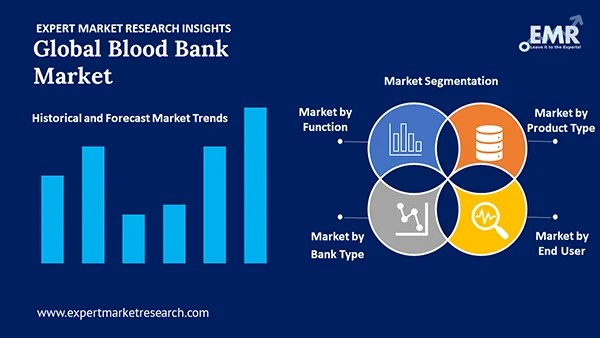 EXPERT MARKET RESEARCH INSIGHTS
Global Blood Bank
Market
EMR
Leave it to the Experts!
Historical and Forecast Market Trends
Market Segmentation
Market by
Function
Market by
Product Type
Market by
Bank Type
Market by
End User
www.expertmarketresearch.com